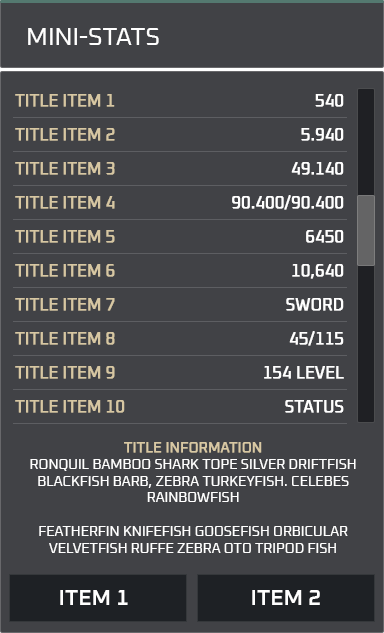 MINI-STATS
TITLE ITEM 1 540
TITLE ITEM 2 5.940
TITLE ITEM 3 49.140
TITLE ITEM 4 90.400/90.400
TITLE ITEM 5 6450
TITLE ITEM 6 10,640
TITLE ITEM 7 SWORD
TITLE ITEM 8 45/115
TITLE ITEM 9 154 LEVEL
TITLE ITEM 10 STATUS
TITLE INFORMATION
RONQUIL BAMBOO SHARK TOPE SILVER DRIFTFISH
BLACKFISH BARB, ZEBRA TURKEYFISH. CELEBES
RAINBOWFISH
FEATHERFIN KNIFEFISH GOOSEFISH ORBICULAR
VELVETFISH RUFFE ZEBRA OTO TRIPOD FISH
ITEM 1 ITEM 2